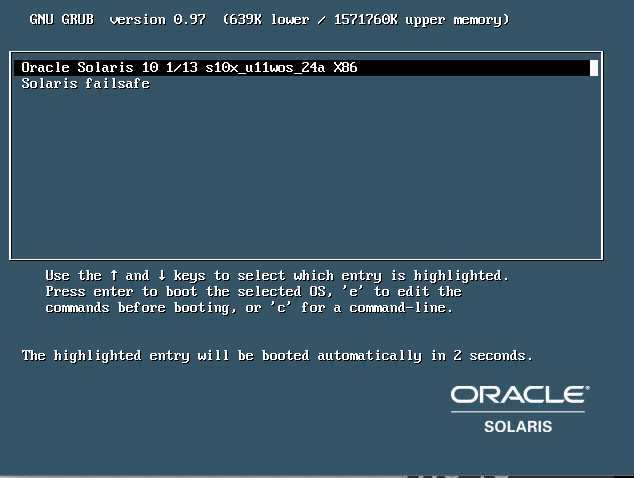 GNU GRUB version 0.97 (639K lower / 1571760K upper memory)
Oracle Solaris 10 1/13 s10x_u11wos_24a X86
Solaris failsafe
Use the ↑ and ↓ keys to select which entry is highlighted.
Press enter to boot the selected OS, 'e' to edit the
commands before booting, or 'c' for a command-line.
The highlighted entry will be booted automatically in 2 seconds.
ORACLE®
SOLARIS